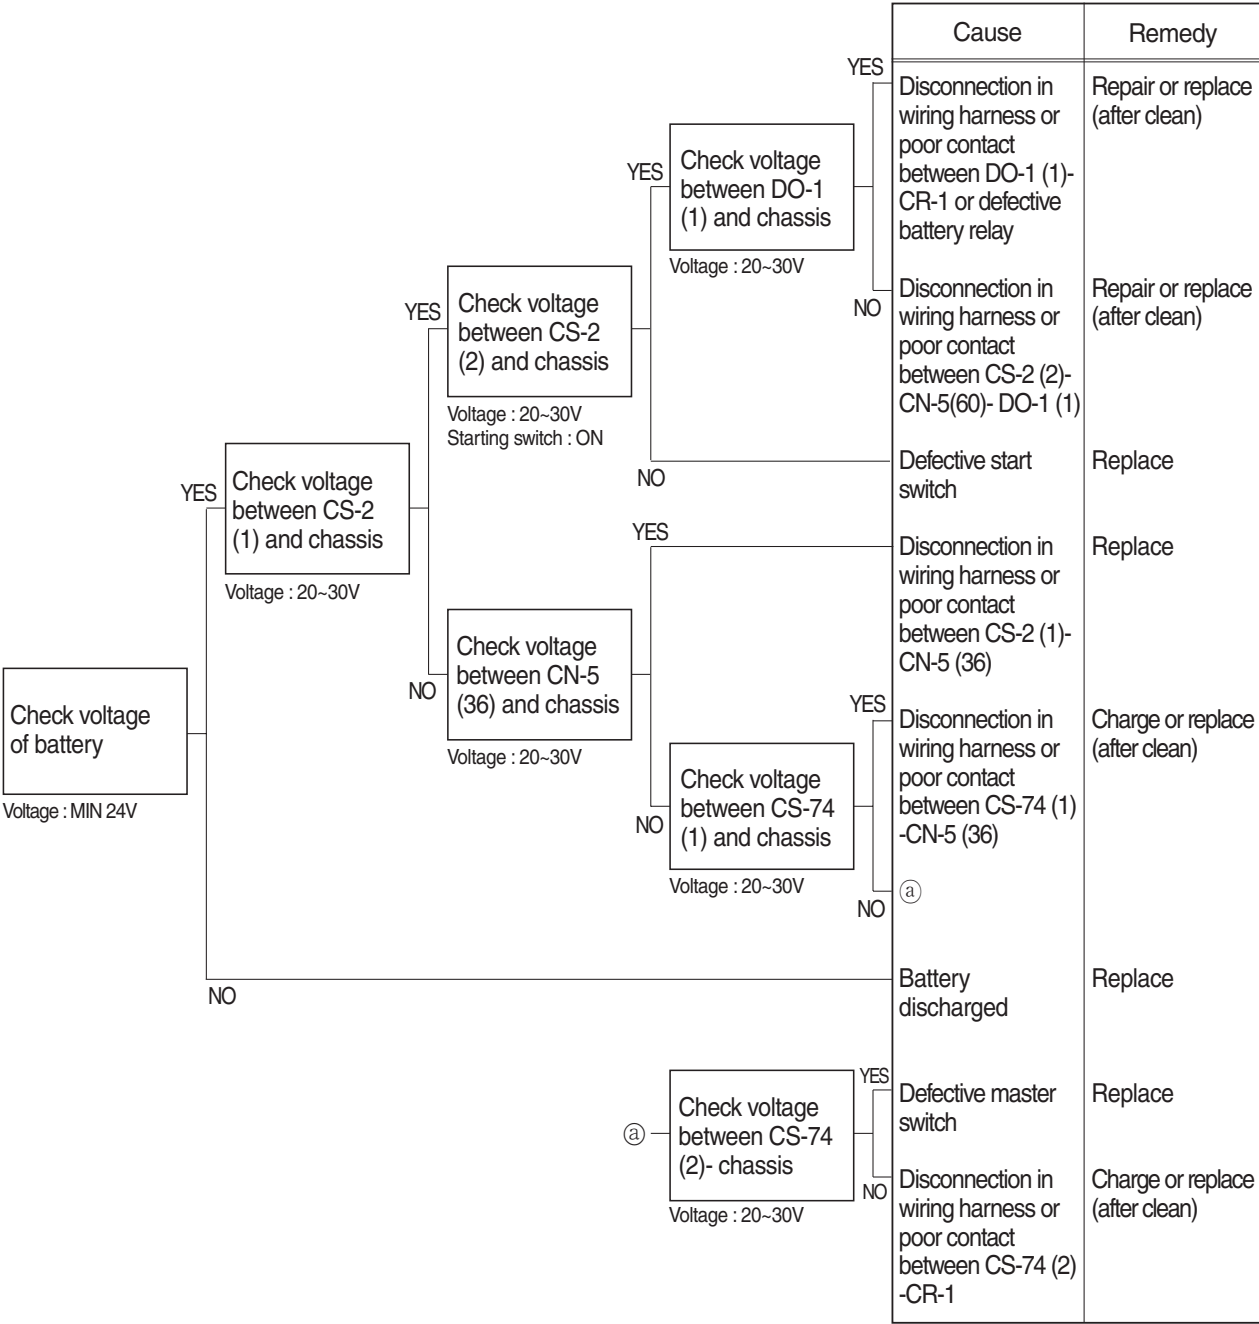 Cause
Remedy
YES
Disconnection in
wiring harness or
poor contact
between DO-1 (1)-
CR-1 or defective
battery relay
Repair or replace
(after clean)
YES
Check voltage
between DO-1
(1) and chassis
Voltage : 20~30V
NO
Disconnection in
wiring harness or
poor contact
between CS-2 (2)-
CN-5(60)- DO-1 (1)
Repair or replace
(after clean)
YES
Check voltage
between CS-2
(2) and chassis
Voltage : 20~30V
Starting switch : ON
NO
Defective start
switch
Replace
YES
Check voltage
between CS-2
(1) and chassis
Voltage : 20~30V
YES
Disconnection in
wiring harness or
poor contact
between CS-2 (1)-
CN-5 (36)
Replace
NO
Check voltage
between CN-5
(36) and chassis
Voltage : 20~30V
Check voltage
of battery
Voltage : MIN 24V
YES
Disconnection in
wiring harness or
poor contact
between CS-74 (1)
-CN-5 (36)
Charge or replace
(after clean)
NO
Check voltage
between CS-74
(1) and chassis
Voltage : 20~30V
NO
ⓐ
NO
Battery
discharged
Replace
ⓐ
Check voltage
between CS-74
(2)- chassis
Voltage : 20~30V
YES
Defective master
switch
Replace
NO
Disconnection in
wiring harness or
poor contact
between CS-74 (2)
-CR-1
Charge or replace
(after clean)